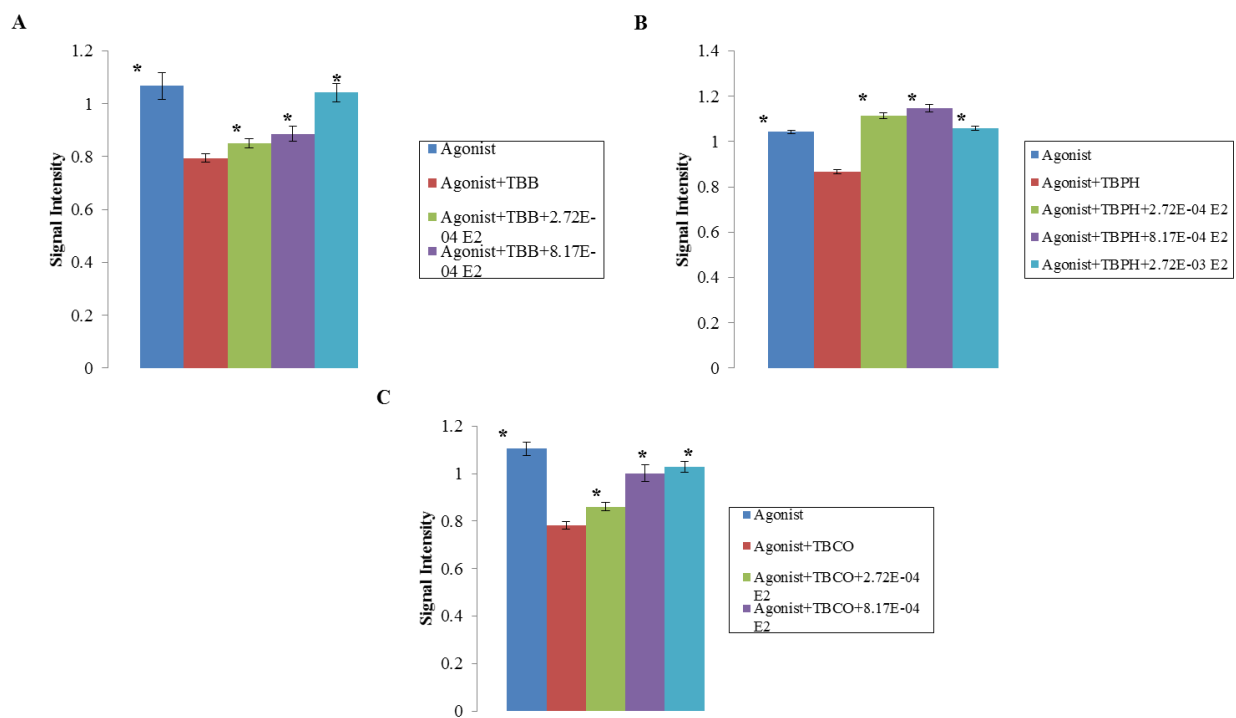 A
1.2
1
0.8
0.6
0.4
0.2
0
Signal Intensity
*
*
*
*
Agonist
Agonist+TBB
Agonist+TBB+2.72E-
04 E2
Agonist+TBB+8.17E-
04 E2
B
1.4
1.2
1
0.8
0.6
0.4
0.2
0
Signal Intensity
*
*
*
*
Agonist
Agonist+TBPH
Agonist+TBPH+2.72E-04 E2
Agonist+TBPH+8.17E-04 E2
Agonist+TBPH+2.72E-03 E2
C
1.2
1
0.8
0.6
0.4
0.2
0
Signal Intensity
*
*
*
*
Agonist
Agonist+TBCO
Agonist+TBCO+2.72E-04
E2
Agonist+TBCO+8.17E-04
E2